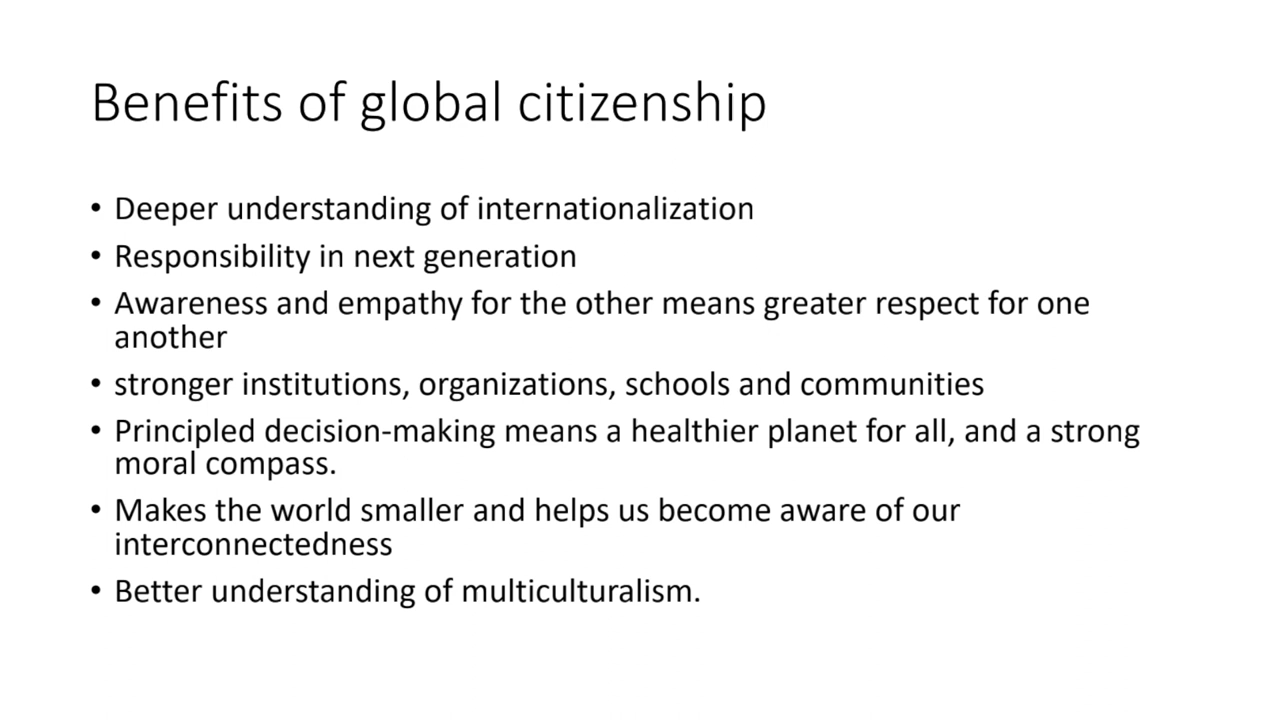 Benefits of global citizenship
• Deeper understanding of internationalization
• Responsibility in next generation
• Awareness and empathy for the other means greater respect for one
another
• stronger institutions, organizations, schools and communities
• Principled decision-making means a healthier planet for all, and a strong
moral compass.
• Makes the world smaller and helps us become aware of our
interconnectedness
• Better understanding of multiculturalism.